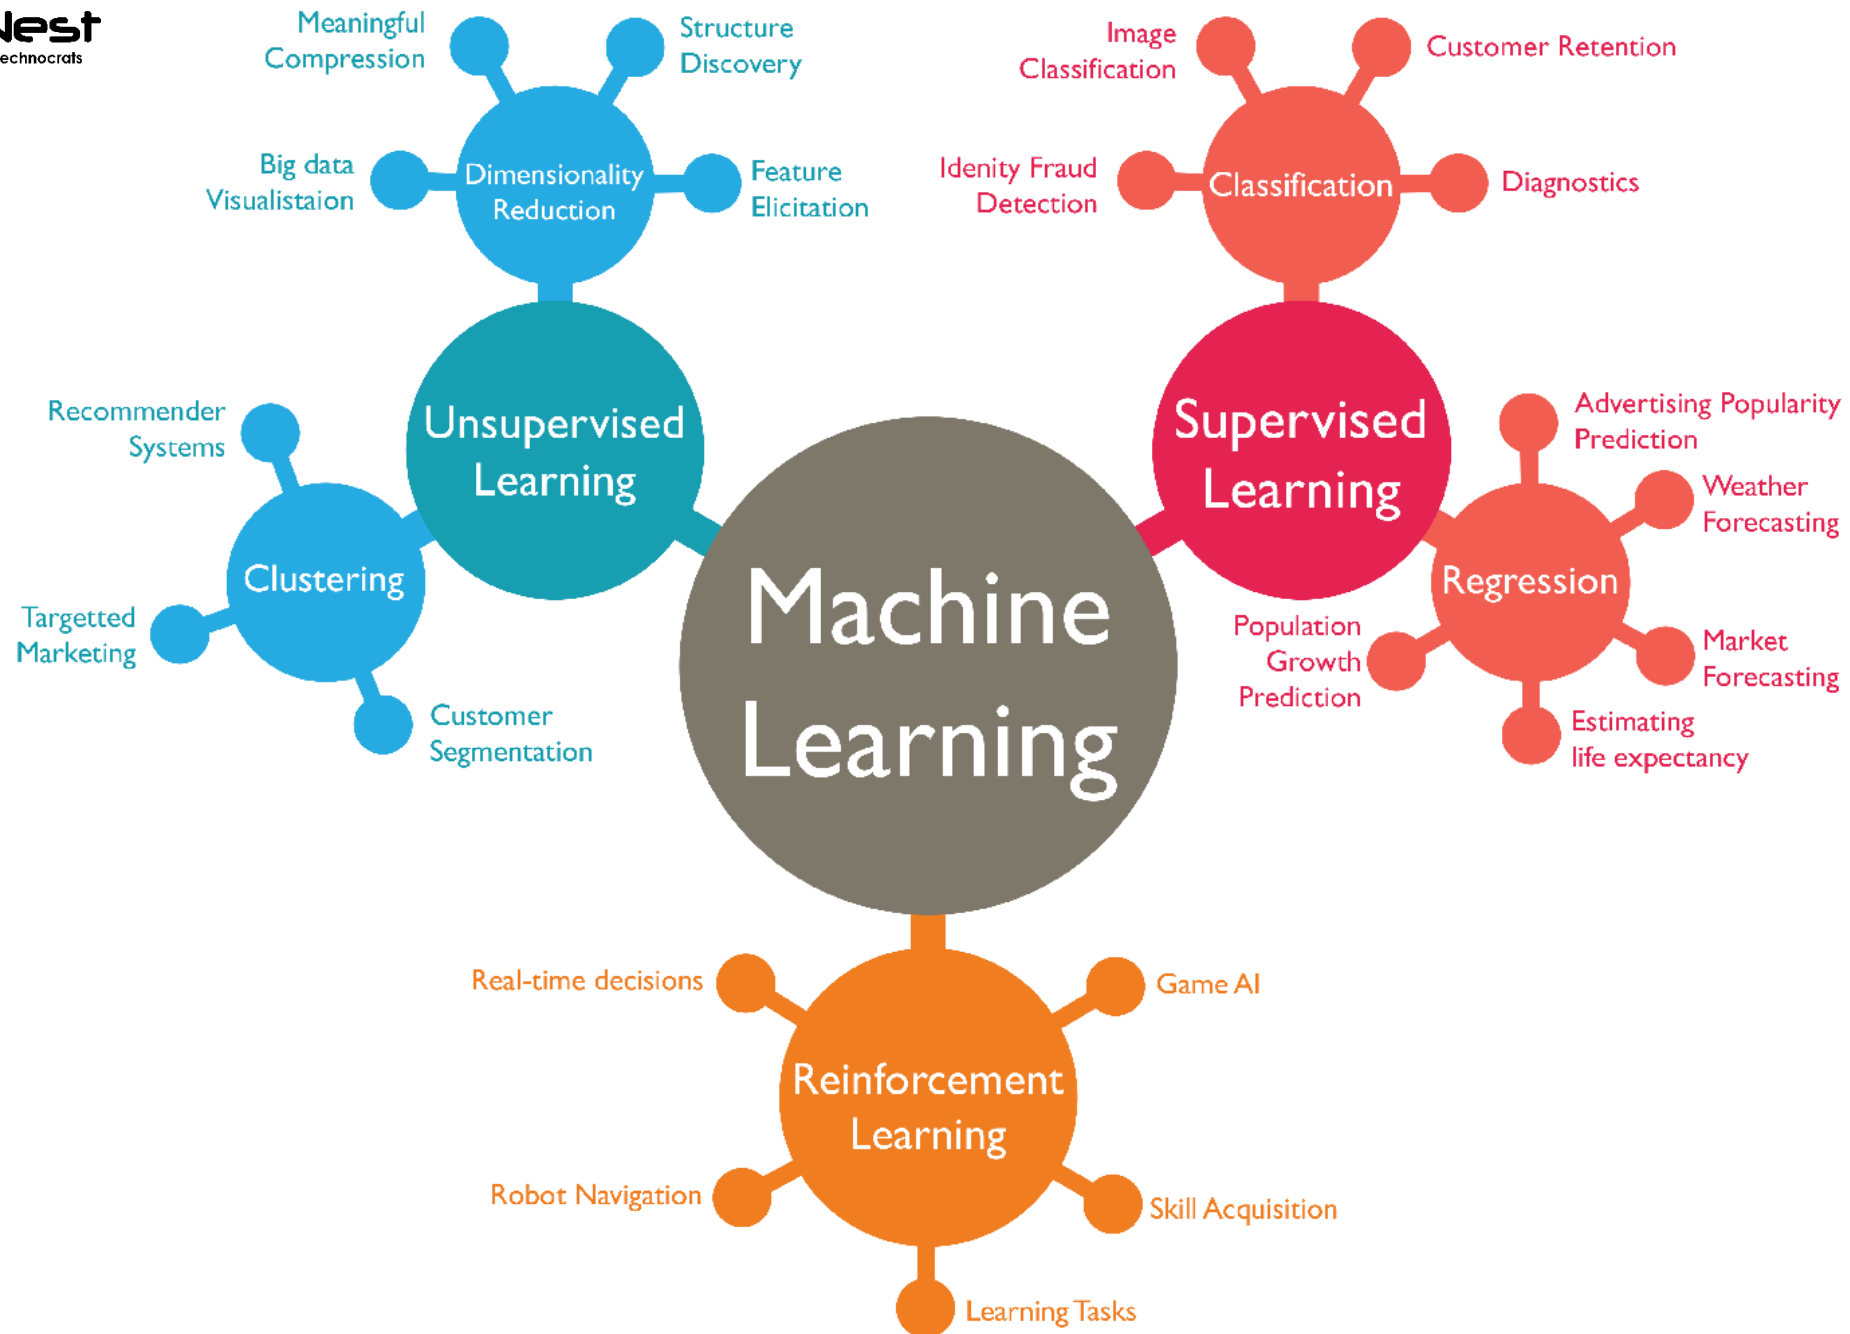 Nest
echnocrats
Meaningful
Compression
Structure
Discovery
Big data
Visualistaion
Dimensionality
Reduction
Feature
Elicitation
Image
Classification
Customer Retention
Idenity Fraud
Detection
Classification
Diagnostics
Recommender
Systems
Unsupervised
Learning
Clustering
Targetted
Marketing
Customer
Segmentation
Supervised
Learning
Advertising Popularity
Prediction
Weather
Forecasting
Regression
Population
Growth
Prediction
Market
Forecasting
Estimating
life expectancy
Machine
Learning
Real-time decisions
Game AI
Reinforcement
Learning
Robot Navigation
Skill Acquisition
Learning Tasks